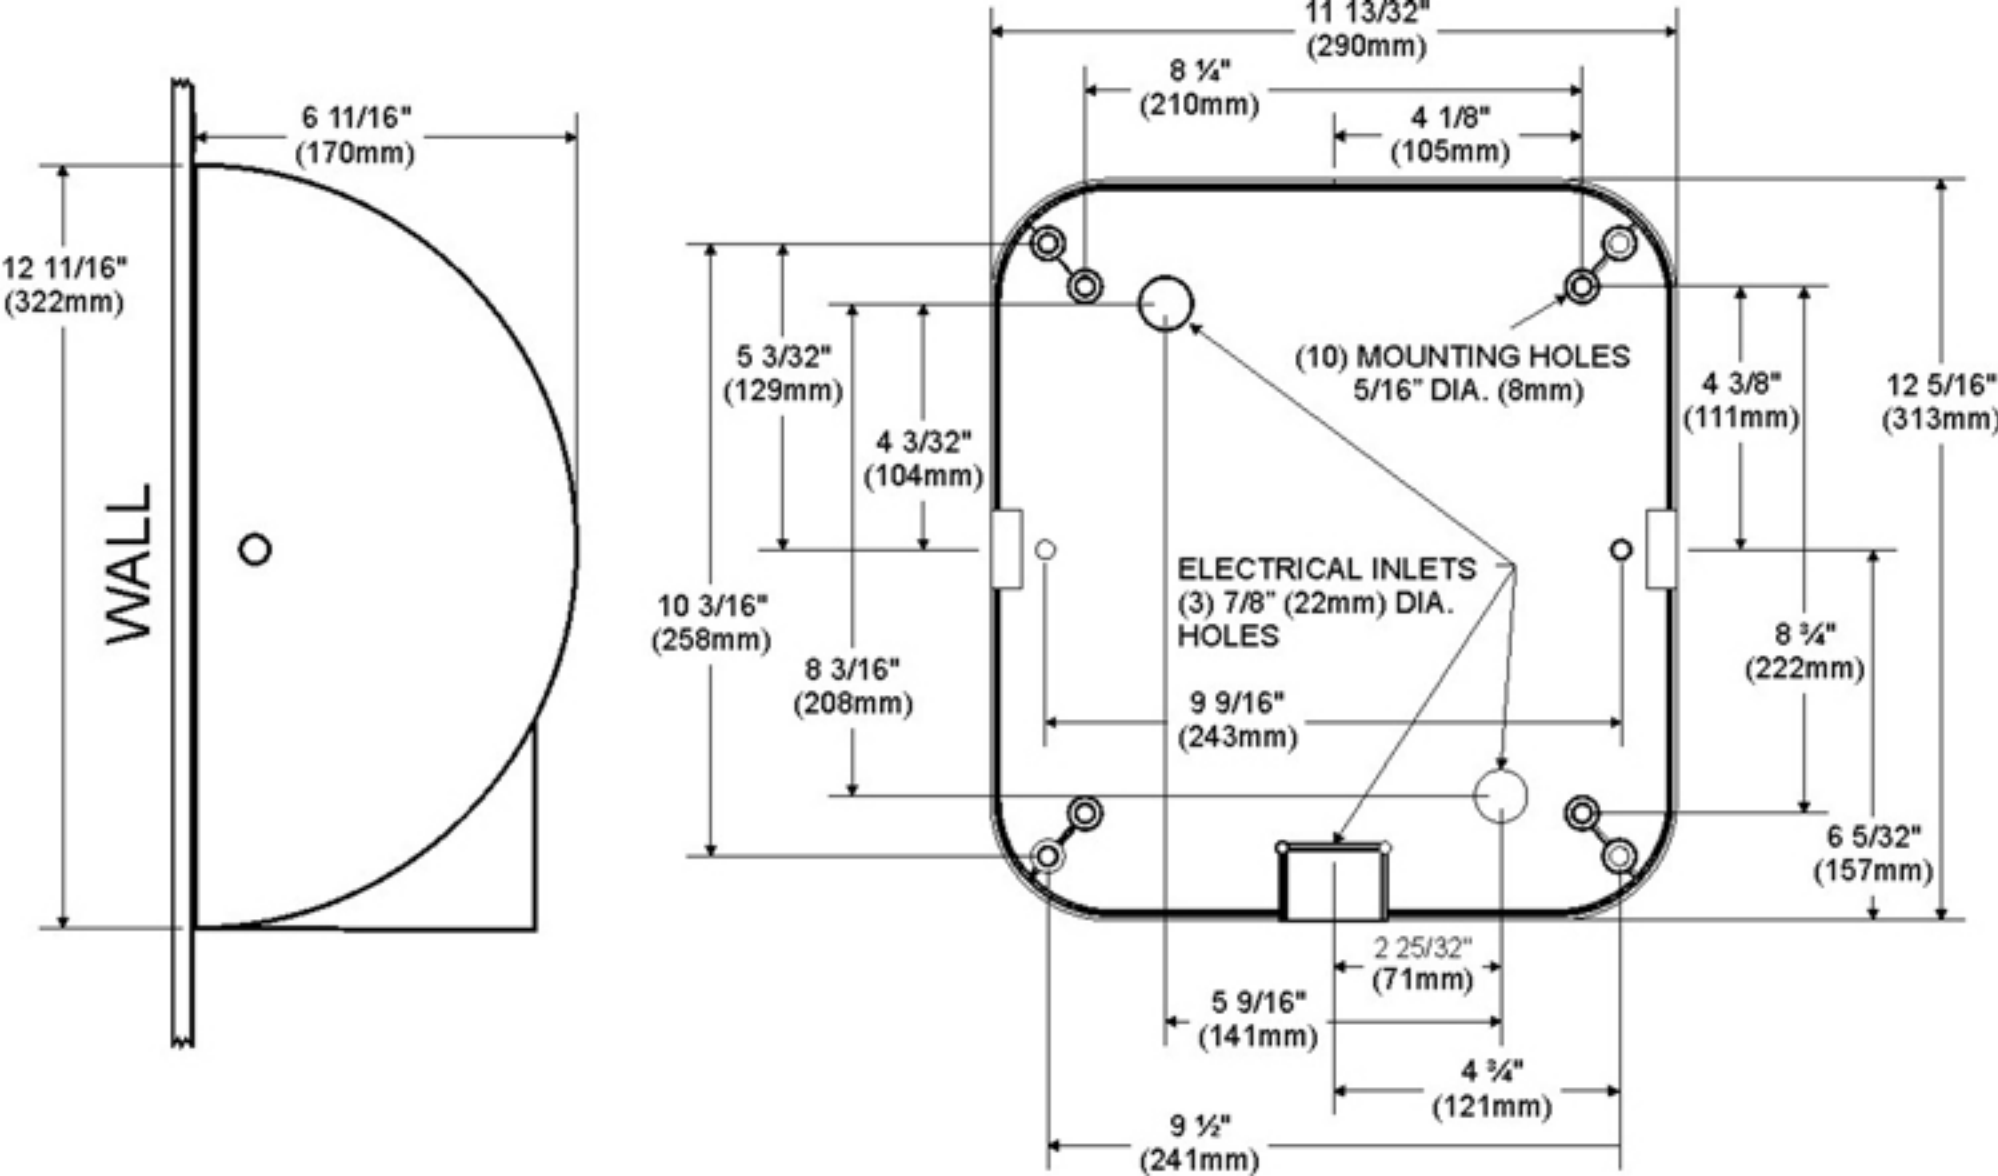 6 11/16"
(170mm)
12 11/16"
(322mm)
WALL
11 13/32"
(290mm)
8 ¼"
(210mm)
4 1/8"
(105mm)
5 3/32"
(129mm)
4 3/32"
(104mm)
10 3/16"
(258mm)
8 3/16"
(208mm)
(10) MOUNTING HOLES
5/16" DIA. (8mm)
4 3/8"
(111mm)
12 5/16"
(313mm)
ELECTRICAL INLETS
(3) 7/8" (22mm) DIA.
HOLES
9 9/16"
(243mm)
8 ¾"
(222mm)
6 5/32"
(157mm)
2 25/32"
(71mm)
5 9/16"
(141mm)
4 ¾"
(121mm)
9 ½"
(241mm)